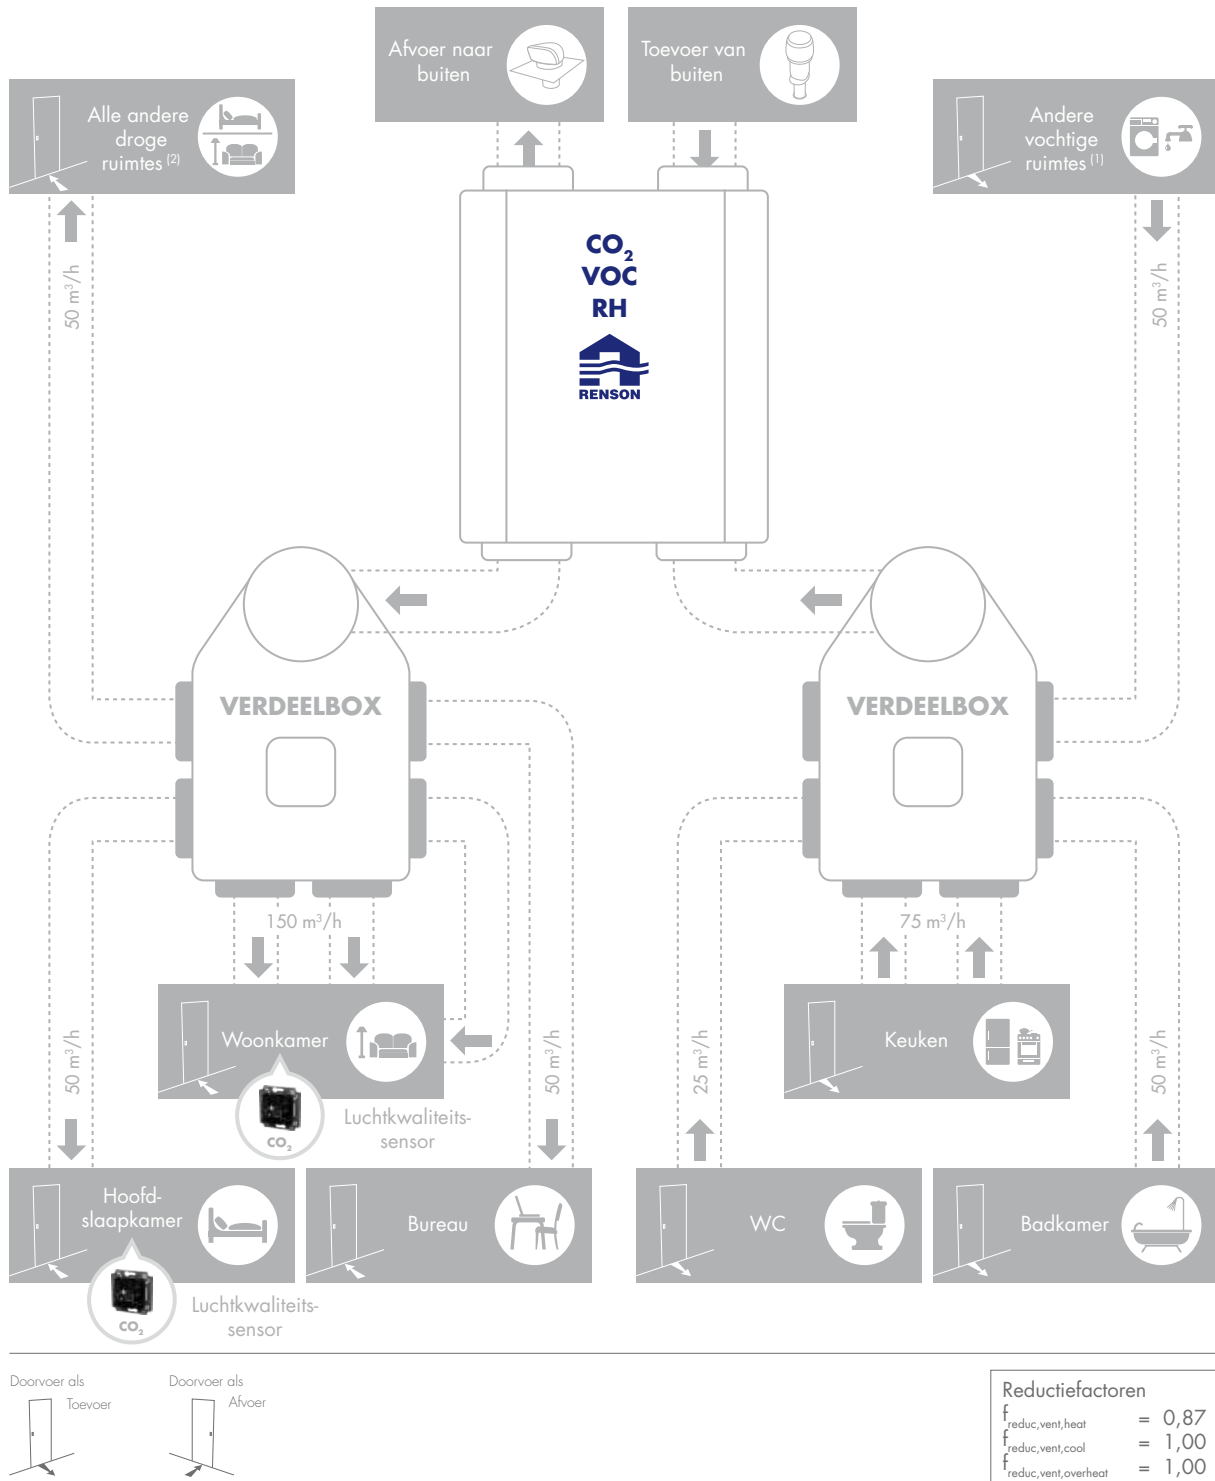 Afvoer naar
buiten
Toevoer van
buiten
Alle andere
droge
ruimtes (2)
Andere
vochtige
ruimtes (1)
CO₂
VOC
RH
RENSON
50 m³/h
50 m³/h
VERDEELBOX
VERDEELBOX
150 m³/h
75 m³/h
Woonkamer
Keuken
50 m³/h
50 m³/h
25 m³/h
50 m³/h
CO₂
Luchtkwaliteits-
sensor
Hoofd-
slaapkamer
Bureau
WC
Badkamer
CO₂
Luchtkwaliteits-
sensor
Doorvoer als
Toevoer
Doorvoer als
Afvoer
Reductiefactoren
f reduc,vent,heat = 0,87
f reduc,vent,cool = 1,00
f reduc,vent,overheat = 1,00